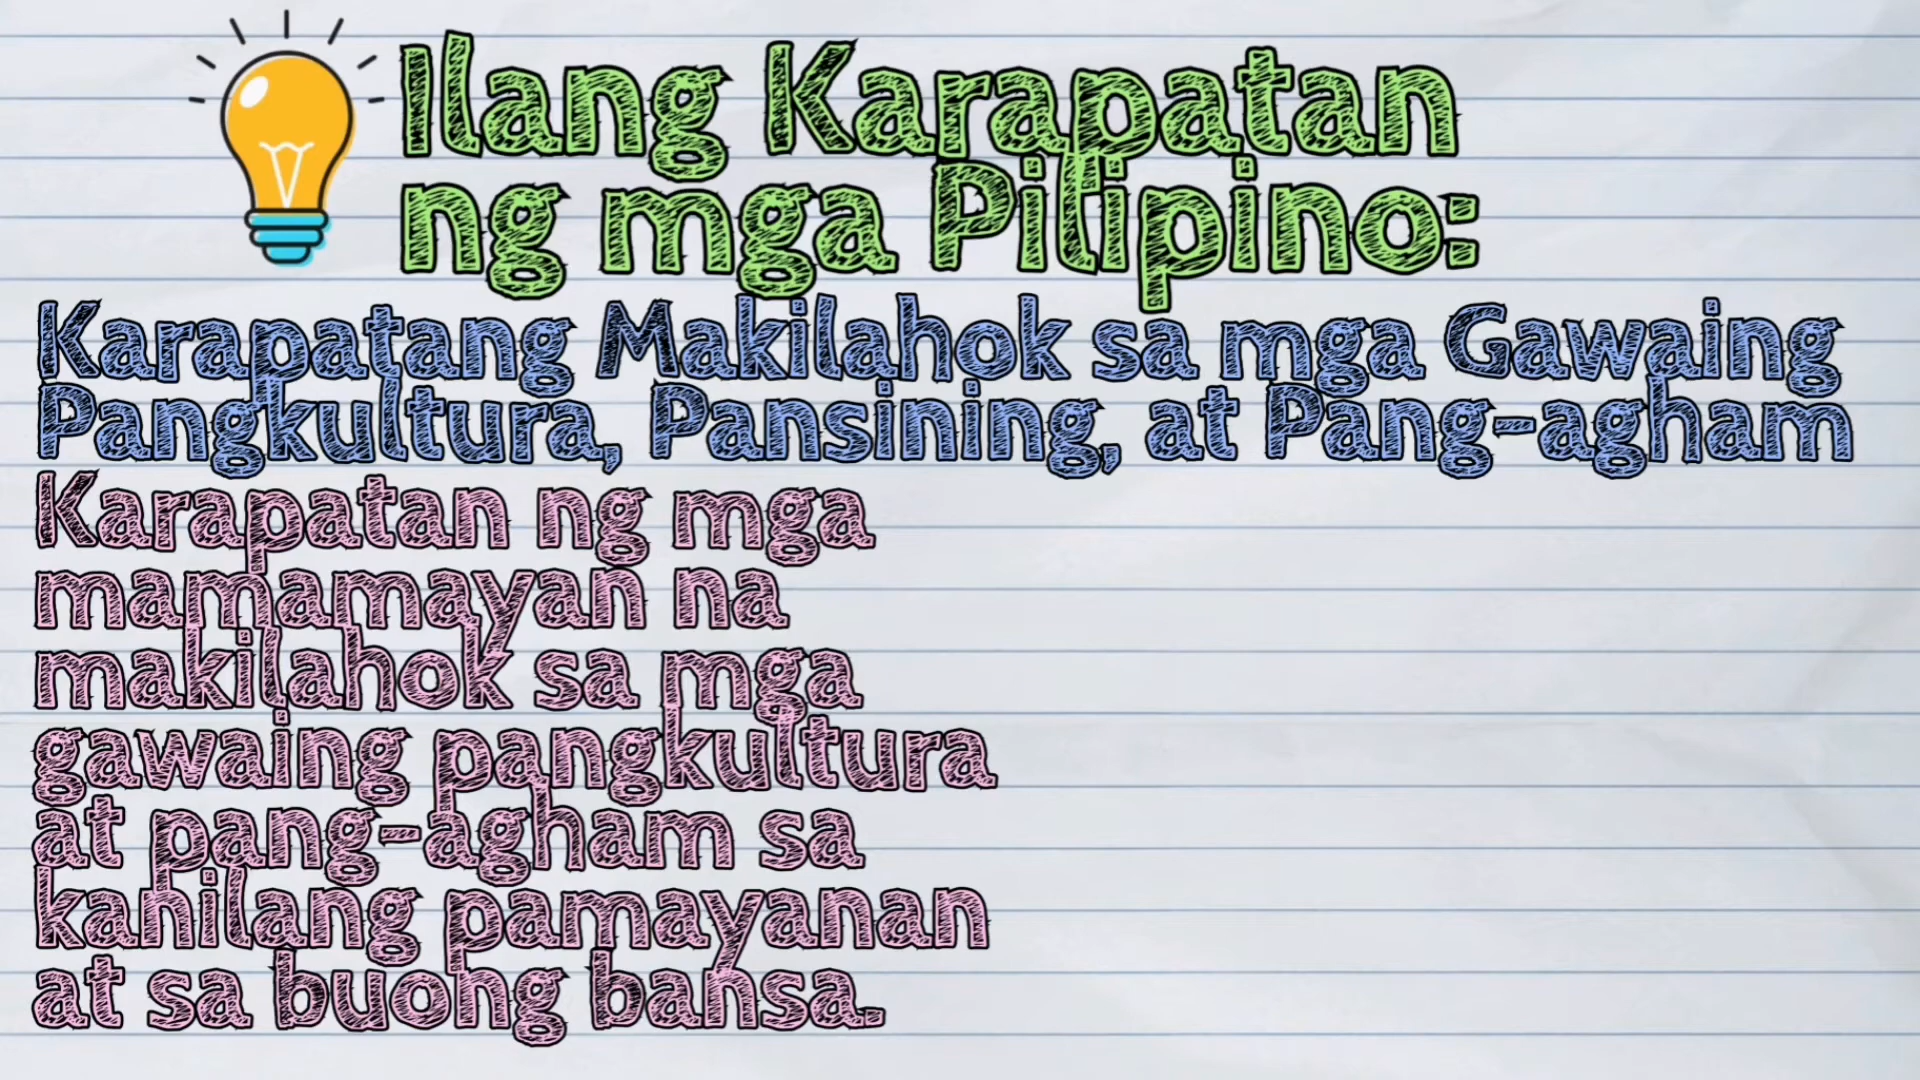 Ilang Karapatan
ng mga Pilipino:
Karapatang Makilahok sa mga Gawaing
Pangkultura, Pansining, at Pang-agham
Karapatan ng mga
mamamayan na
makilahok sa mga
gawaing pangkultura
at pang-agham sa
kanilang pamayanan
at sa buong bansa.